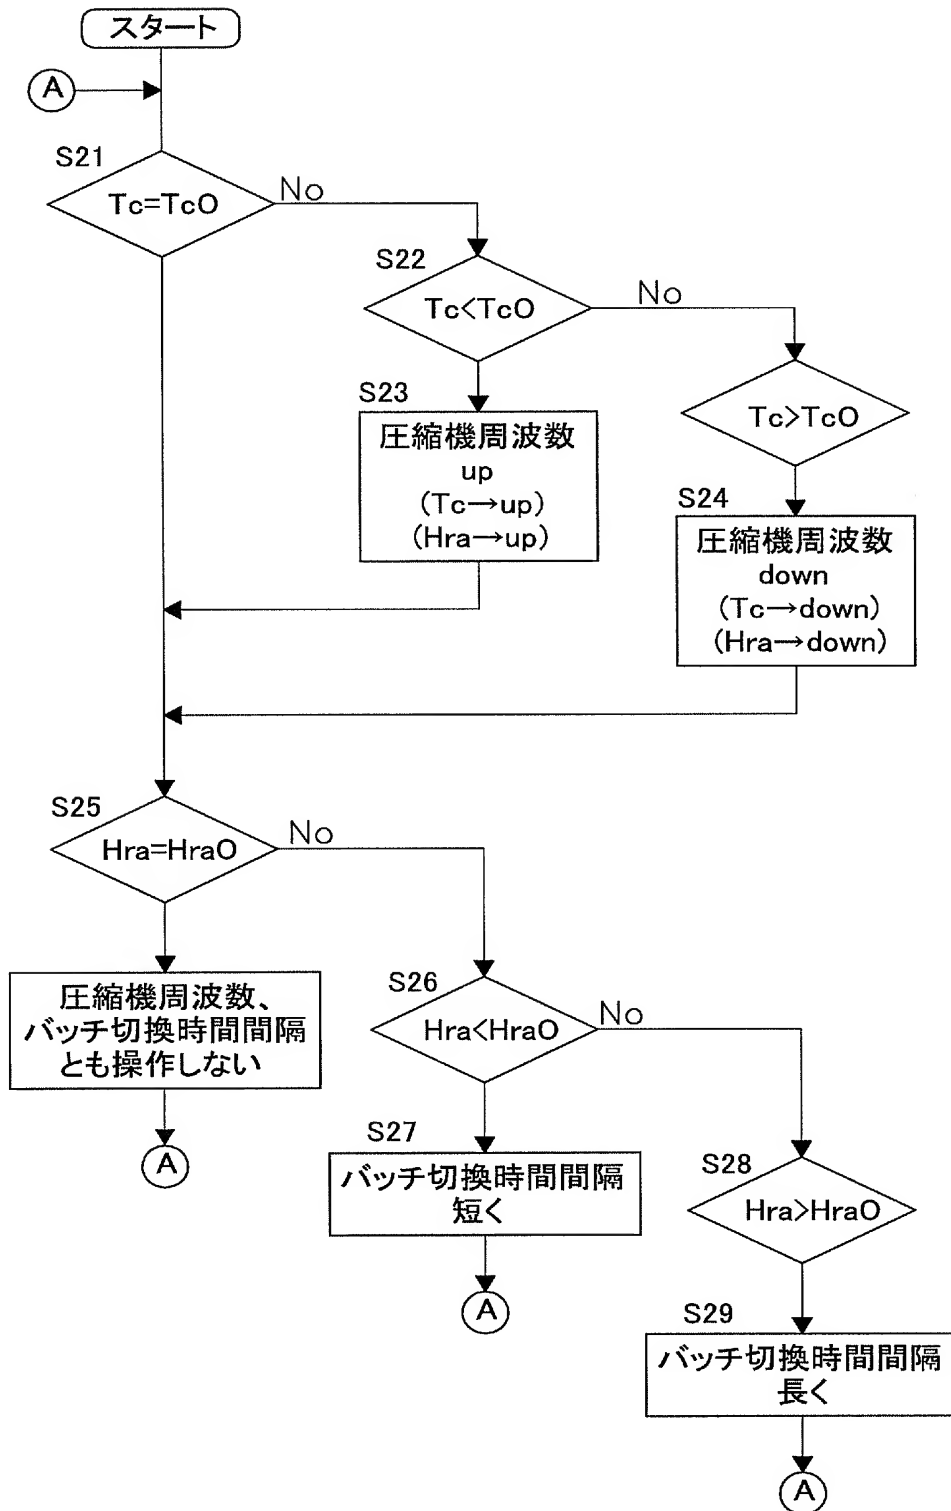 スタート
A
S21
Tc=TcO
No
S22
Tc<TcO
No
S23
圧縮機周波数
up
(Tc→up)
(Hra→up)
Tc>TcO
S24
圧縮機周波数
down
(Tc→down)
(Hra→down)
S25
Hra=HraO
No
圧縮機周波数、
バッチ切換時間間隔
とも操作しない
A
S26
Hra<HraO
No
S27
バッチ切換時間間隔
短く
A
S28
Hra>HraO
S29
バッチ切換時間間隔
長く
A